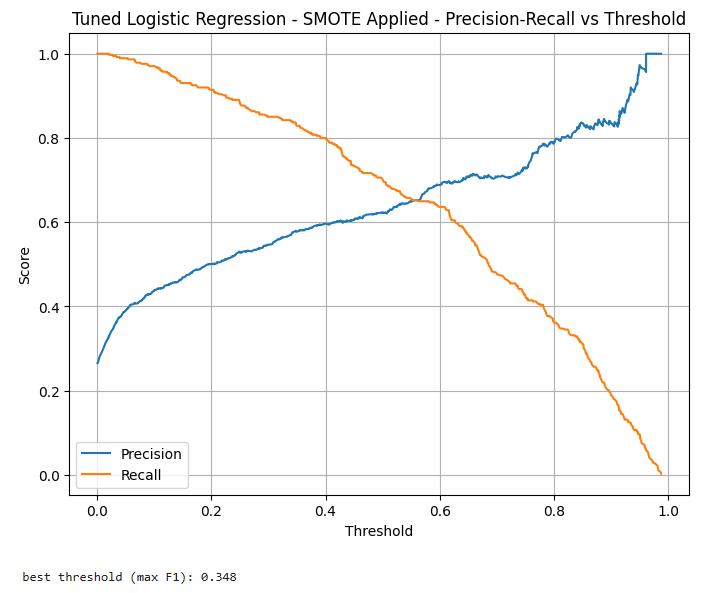 Tuned Logistic Regression - SMOTE Applied - Precision-Recall vs Threshold
1.0
0.8
0.6
0.4
0.2
0.0
Score
Precision
Recall
0.0 0.2 0.4 0.6 0.8 1.0
Threshold
best threshold (max F1): 0.348